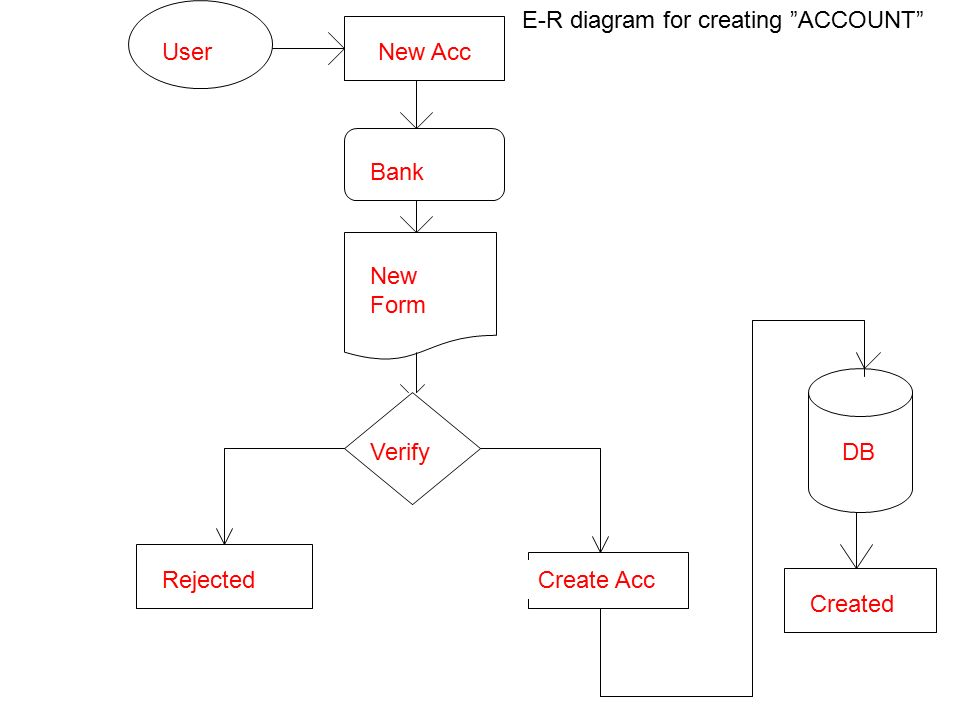 E-R diagram for creating ”ACCOUNT”
User
New Acc
Bank
New
Form
Verify
DB
Rejected
Create Acc
Created